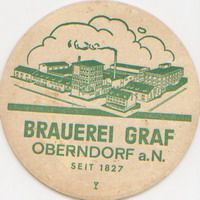 BRAUEREI GRAF
OBERNDORF a.N.
SEIT 1827